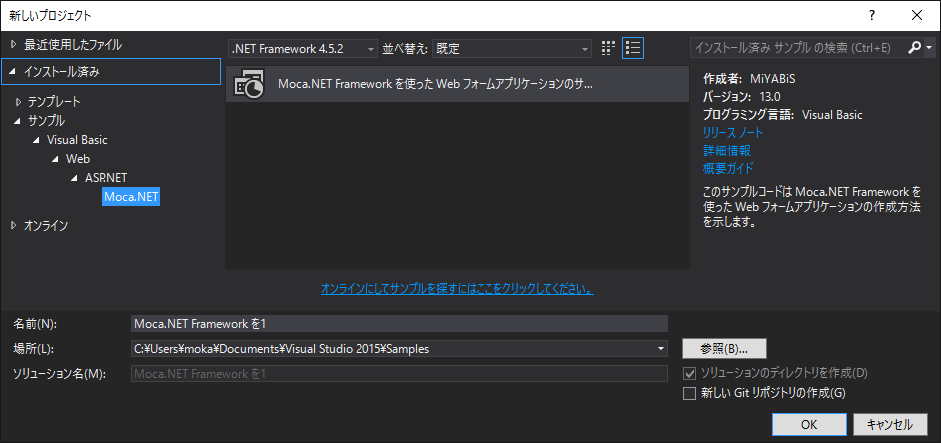 新しいプロジェクト
最近使用したファイル
.NET Framework 4.5.2 並べ替え: 既定
インストール済み サンプル の検索 (Ctrl+E)
インストール済み
テンプレート
サンプル
Visual Basic
Web
ASP.NET
Moca.NET
オンライン
Moca.NET Framework を使った Web フォームアプリケーションのサ...
作成者: MiYABiS
バージョン: 13.0
プログラミング言語: Visual Basic
リリース ノート
詳細情報
概要ガイド
このサンプルコードは Moca.NET Framework を
使った Web フォームアプリケーションの作成方法
を示します。
オンラインにしてサンプルを探すにはここをクリックしてください。
名前(N): Moca.NET Framework を1
場所(L): C:¥Users¥moka¥Documents¥Visual Studio 2015¥Samples
参照(B)...
ソリューション名(M): Moca.NET Framework を1
ソリューションのディレクトリを作成(D)
新しい Git リポジトリの作成(G)
OK キャンセル